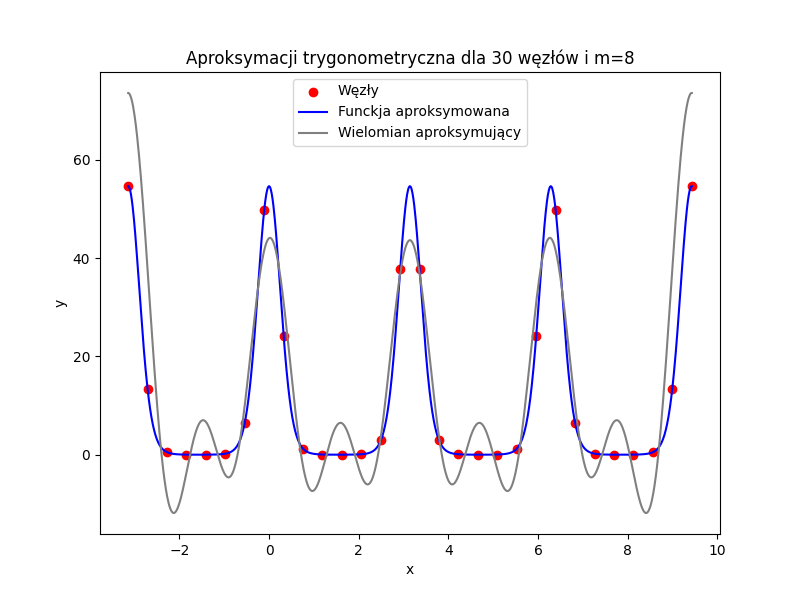 Aproksymacji trygonometryczna dla 30 węzłów i m=8
Węzły
Funckja aproksymowana
Wielomian aproksymujący
y
60
40
20
0
−2
0
2
4
6
8
10
x